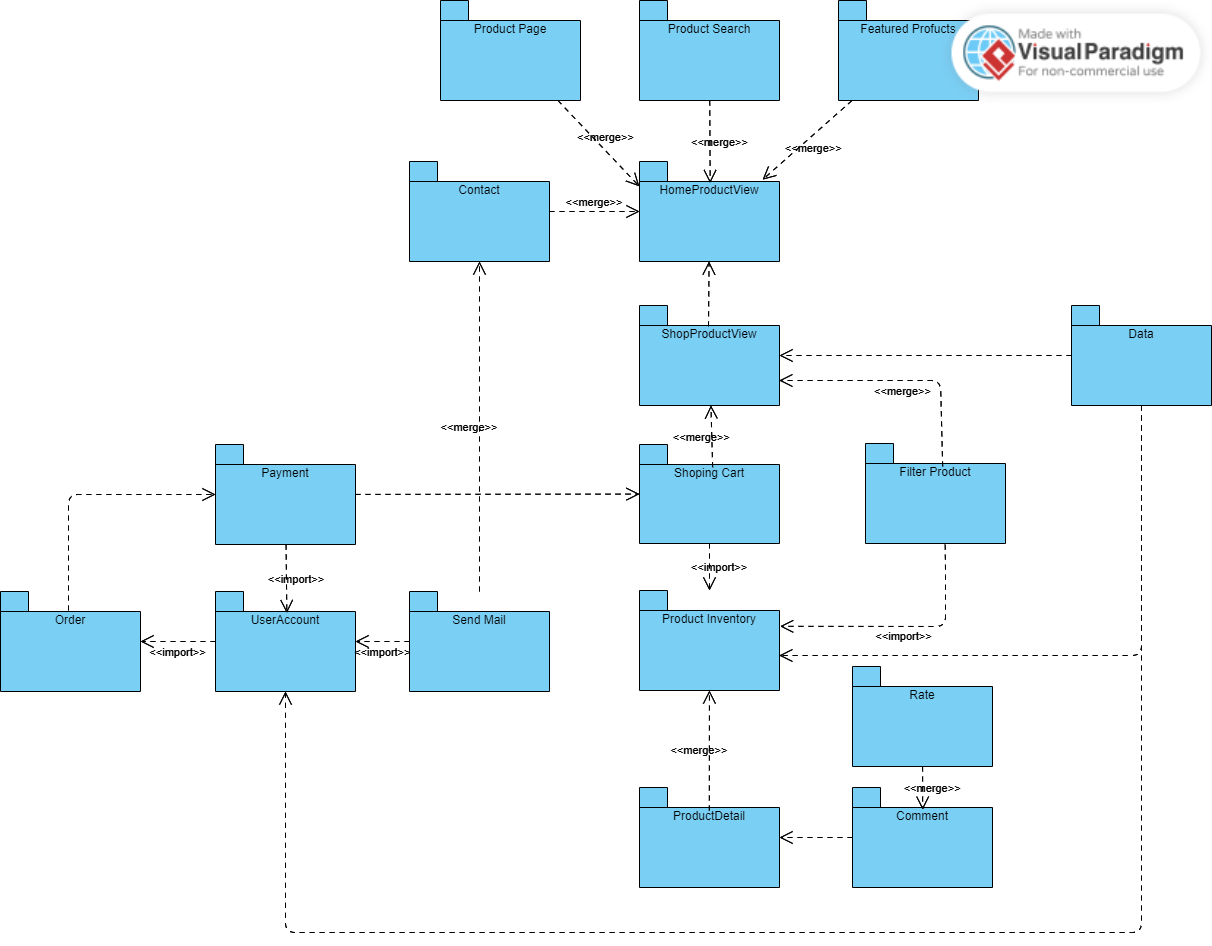 Product Page
Product Search
Featured Profucts
Made with
VisualParadigm
For non-commercial use
<<merge>>
<<merge>>
<<merge>>
Contact
<<merge>>
HomeProductView
ShopProductView
Data
<<merge>>
<<merge>>
<<merge>>
Payment
Shoping Cart
Filter Product
<<import>>
<<import>>
Order
UserAccount
Send Mail
Product Inventory
<<import>>
<<import>>
<<import>>
Rate
<<merge>>
<<merge>>
ProductDetail
Comment